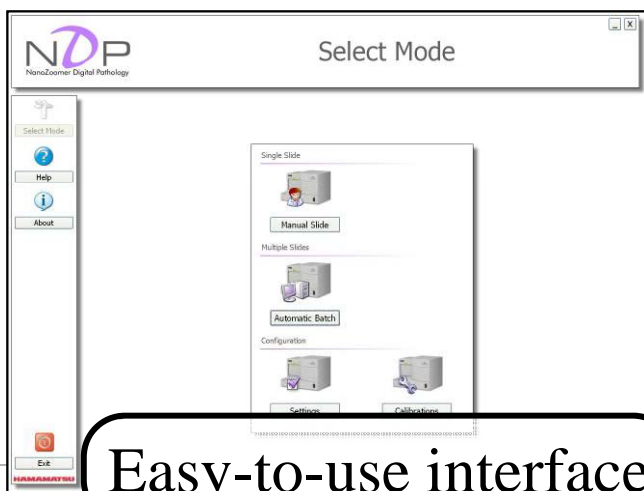 NDP
NanoZoomer Digital Pathology
Select Mode
Select Mode
Help
About
Single Slide
Manual Slide
Multiple Slides
Automatic Batch
Configuration
Settings
Calibrations
Exit
HAMAMATSU
Easy-to-use interface